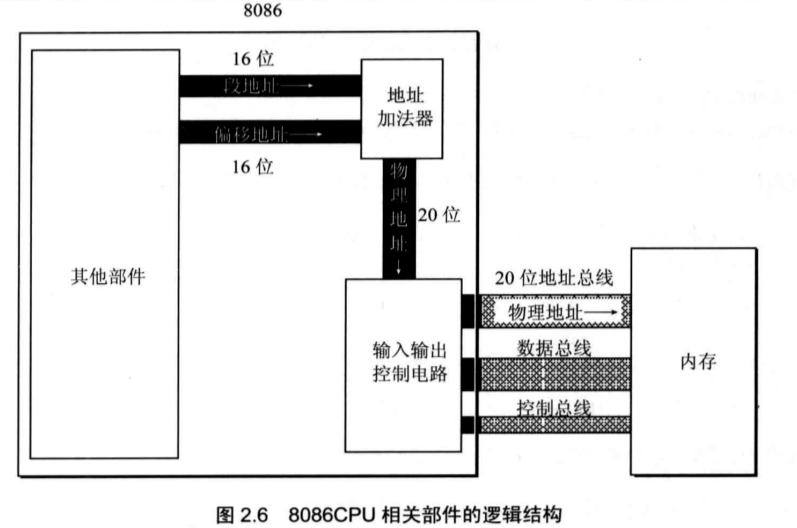 8086
16 位
段地址→
地址
加法器
偏移地址→
16 位
物
理
地
址
↓
20 位
其他部件
输入输出
控制电路
20 位地址总线
物理地址→
数据总线
控制总线
内存
图 2.6 8086CPU 相关部件的逻辑结构